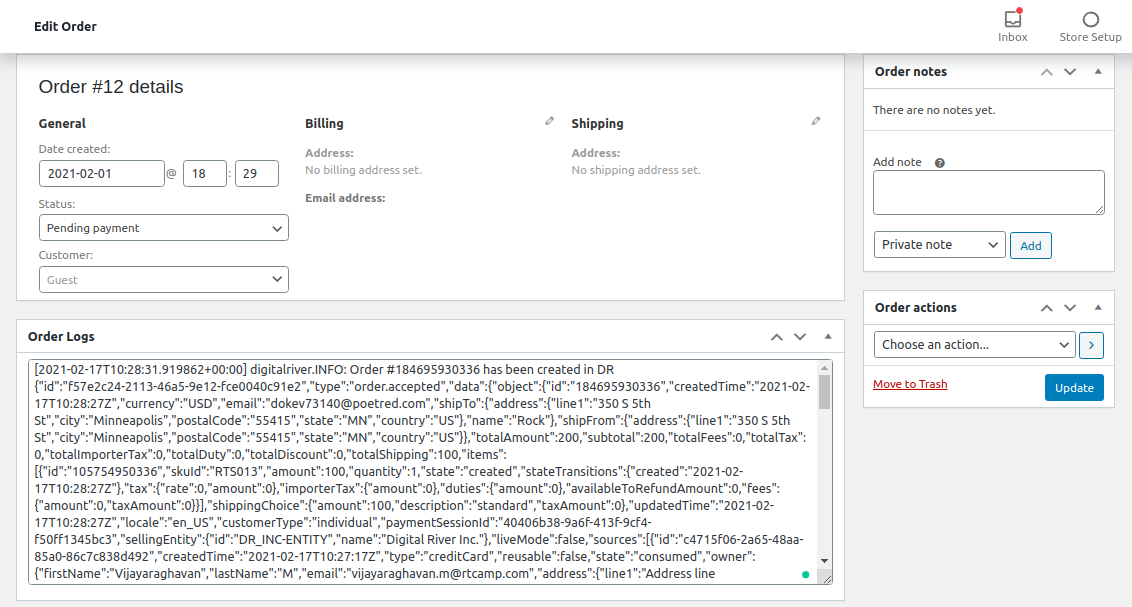 Edit Order
Inbox
Store Setup
Order #12 details
General
Date created:
2021-02-01 @ 18 : 29
Status:
Pending payment
Customer:
Guest
Billing
Address:
No billing address set.
Email address:
Shipping
Address:
No shipping address set.
Order Logs
[2021-02-17T10:28:31.919862+00:00] digitalriver.INFO: Order #184695930336 has been created in DR
{"id":"f57e2c24-2113-46a5-9e12-fce0040c91e2","type":"order.accepted","data":{"object":{"id":"184695930336","createdTime":"2021-02-
17T10:28:27Z","currency":"USD","email":"dokev73140@poetred.com","shipTo":{"address":{"line1":"350 S 5th
St","city":"Minneapolis","postalCode":"55415","state":"MN","country":"US"},"name":"Rock"},"shipFrom":{"address":{"line1":"350 S 5th
St","city":"Minneapolis","postalCode":"55415","state":"MN","country":"US"}},"totalAmount":200,"subtotal":200,"totalFees":0,"totalTax":
0,"totalImporterTax":0,"totalDuty":0,"totalDiscount":0,"totalShipping":100,"items":
[{"id":"105754950336","skuId":"RTS013","amount":100,"quantity":1,"state":"created","stateTransitions":{"created":"2021-02-
17T10:28:27Z"},"tax":{"rate":0,"amount":0},"importerTax":{"amount":0},"duties":{"amount":0},"availableToRefundAmount":0,"fees":
{"amount":0,"taxAmount":0}}],"shippingChoice":{"amount":100,"description":"standard","taxAmount":0},"updatedTime":"2021-02-
17T10:28:27Z","locale":"en_US","customerType":"individual","paymentSessionId":"40406b38-9a6f-413f-9cf4-
f50ff1345bc3","sellingEntity":{"id":"DR_INC-ENTITY","name":"Digital River Inc."},"liveMode":false,"sources":[{"id":"c4715f06-2a65-48aa-
85a0-86c7c838d492","createdTime":"2021-02-17T10:27:17Z","type":"creditCard","reusable":false,"state":"consumed","owner":
{"firstName":"Vijayaraghavan","lastName":"M","email":"vijayaraghavan.m@rtcamp.com","address":{"line1":"Address line
Order notes
There are no notes yet.
Add note ?
Private note
Add
Order actions
Choose an action...
Move to Trash
Update